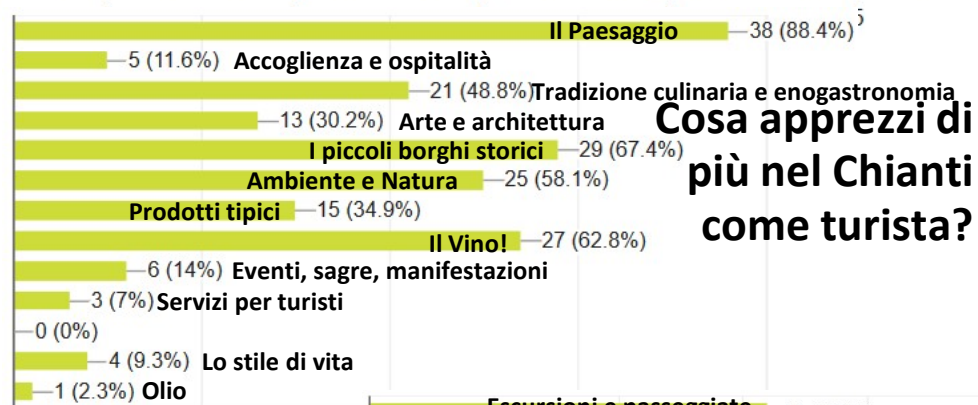 5
Il Paesaggio 38 (88.4%)
5 (11.6%) Accoglienza e ospitalità
21 (48.8%) Tradizione culinaria e enogastronomia
13 (30.2%) Arte e architettura
I piccoli borghi storici 29 (67.4%)
Ambiente e Natura 25 (58.1%)
Prodotti tipici 15 (34.9%)
Il Vino! 27 (62.8%)
6 (14%) Eventi, sagre, manifestazioni
3 (7%) Servizi per turisti
0 (0%)
4 (9.3%) Lo stile di vita
1 (2.3%) Olio
Cosa apprezzi di
più nel Chianti
come turista?
Escursioni e passeggiate